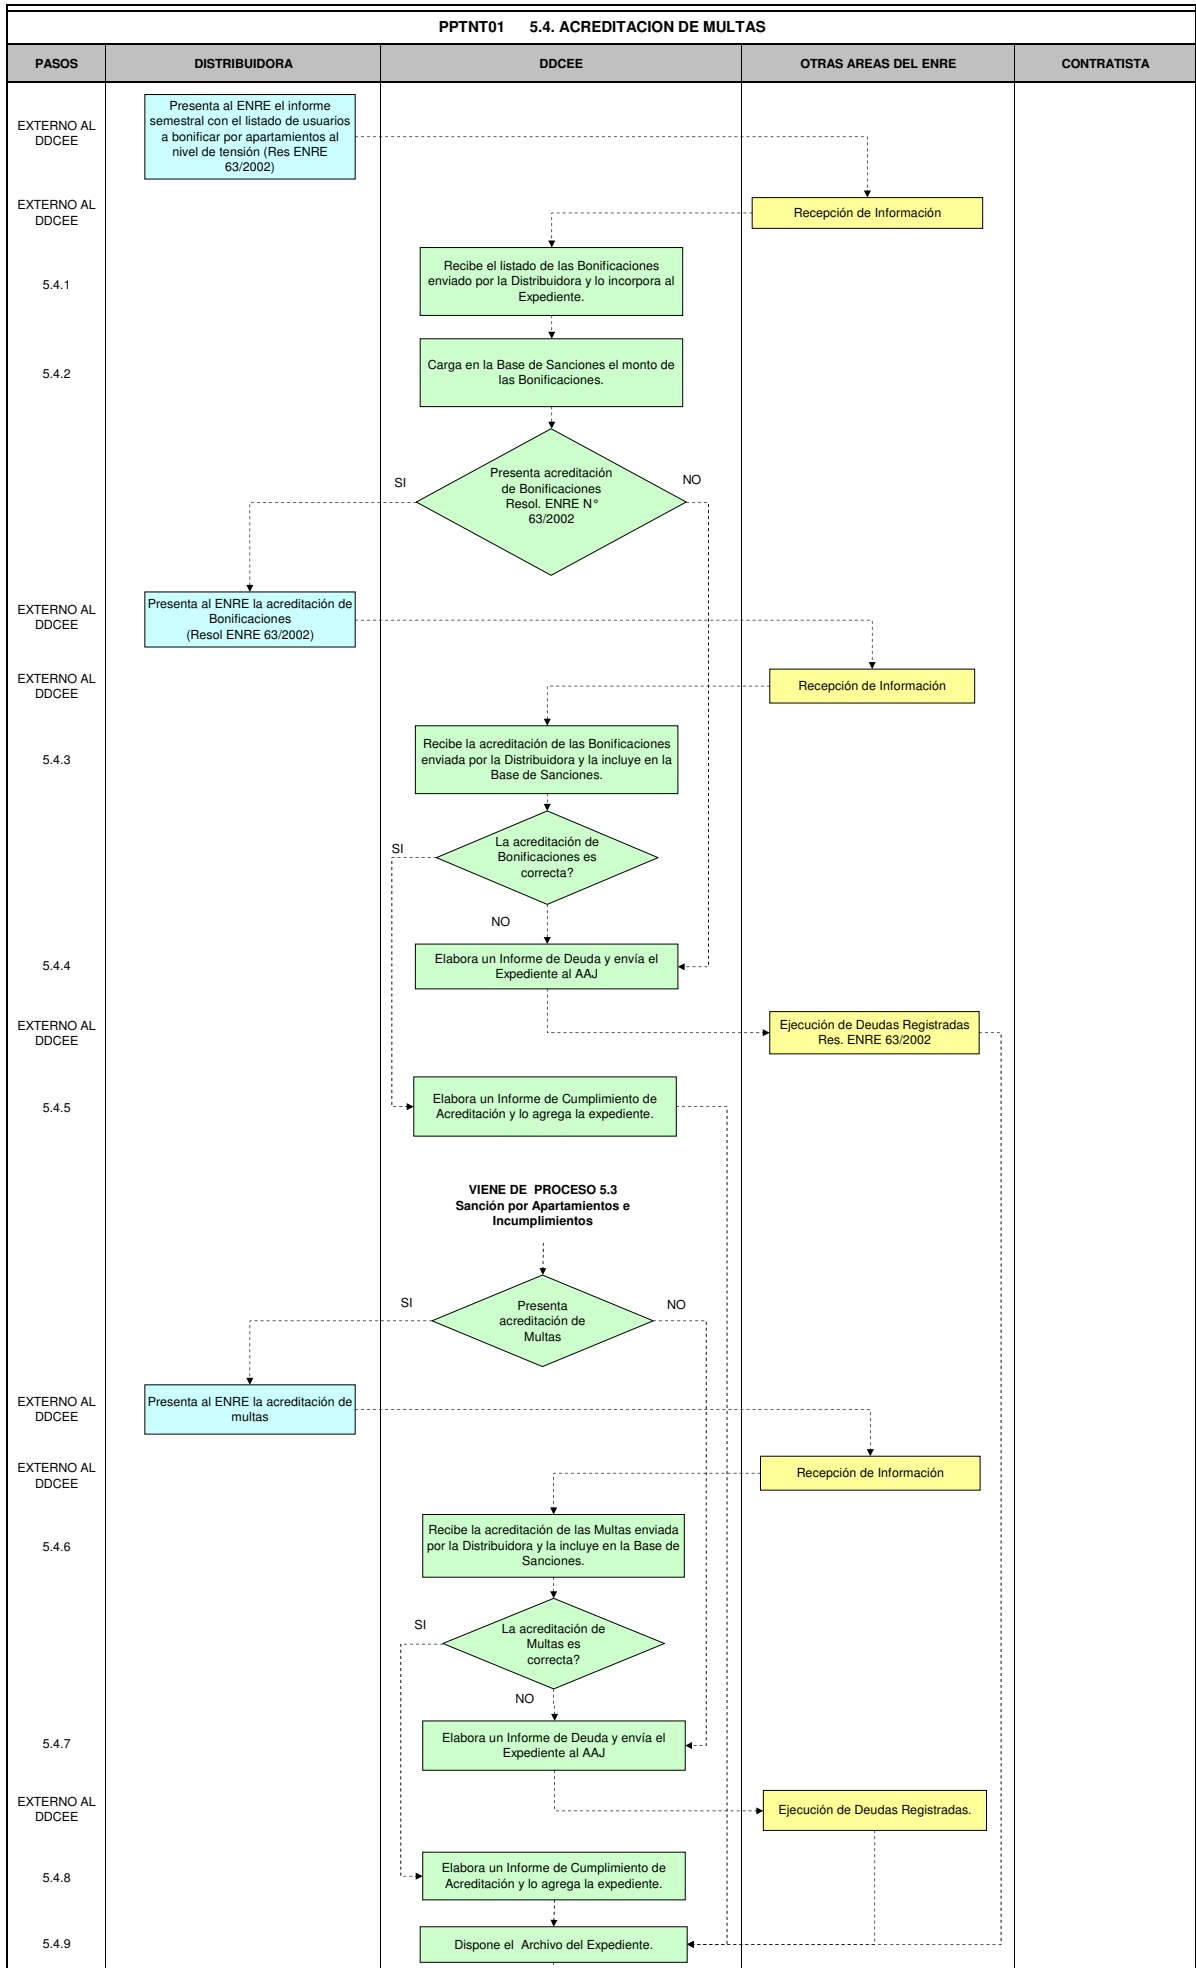 PPTNT01 5.4. ACREDITACION DE MULTAS
PASOS
DISTRIBUIDORA
DDCEE
OTRAS AREAS DEL ENRE
CONTRATISTA
EXTERNO AL
DDCEE
Presenta al ENRE el informe
semestral con el listado de usuarios
a bonificar por apartamientos al
nivel de tensión (Res ENRE
63/2002)
EXTERNO AL
DDCEE
Recepción de Información
5.4.1
Recibe el listado de las Bonificaciones
enviado por la Distribuidora y lo incorpora al
Expediente.
5.4.2
Carga en la Base de Sanciones el monto de
las Bonificaciones.
SI
Presenta acreditación
de Bonificaciones
Resol. ENRE N°
63/2002
NO
EXTERNO AL
DDCEE
Presenta al ENRE la acreditación de
Bonificaciones
(Resol ENRE 63/2002)
EXTERNO AL
DDCEE
Recepción de Información
5.4.3
Recibe la acreditación de las Bonificaciones
enviada por la Distribuidora y la incluye en la
Base de Sanciones.
SI
La acreditación de
Bonificaciones es
correcta?
NO
5.4.4
Elabora un Informe de Deuda y envía el
Expediente al AAJ
EXTERNO AL
DDCEE
Ejecución de Deudas Registradas
Res. ENRE 63/2002
5.4.5
Elabora un Informe de Cumplimiento de
Acreditación y lo agrega la expediente.
VIENE DE PROCESO 5.3
Sanción por Apartamientos e
Incumplimientos
SI
Presenta
acreditación de
Multas
NO
EXTERNO AL
DDCEE
Presenta al ENRE la acreditación de
multas
EXTERNO AL
DDCEE
Recepción de Información
5.4.6
Recibe la acreditación de las Multas enviada
por la Distribuidora y la incluye en la Base de
Sanciones.
SI
La acreditación de
Multas es
correcta?
NO
5.4.7
Elabora un Informe de Deuda y envía el
Expediente al AAJ
EXTERNO AL
DDCEE
Ejecución de Deudas Registradas.
5.4.8
Elabora un Informe de Cumplimiento de
Acreditación y lo agrega la expediente.
5.4.9
Dispone el Archivo del Expediente.